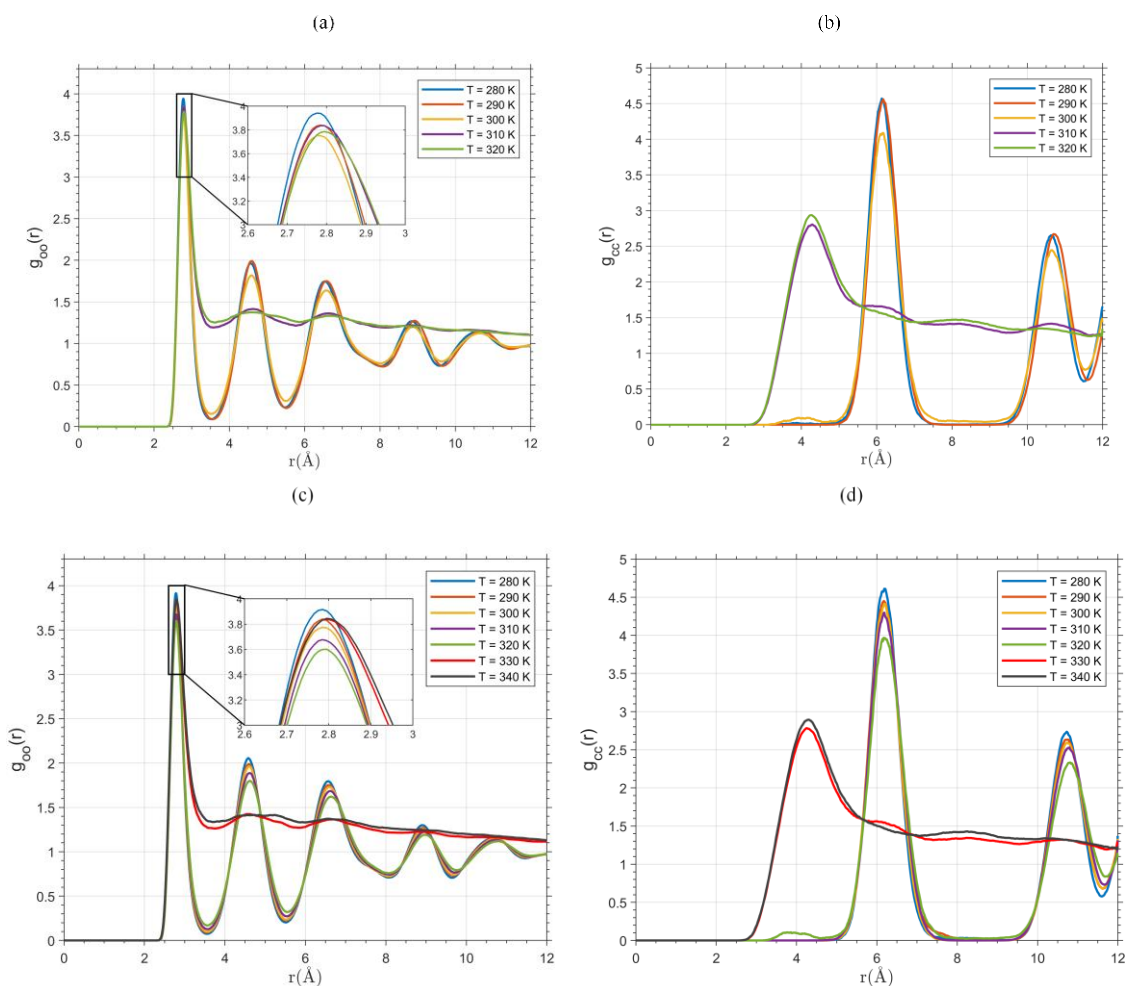 (a)
4
3.5
3
2.5
2
1.5
1
0.5
0
0 2 4 6 8 10 12
g_oo(r)
r(Å)
T = 280 K
T = 290 K
T = 300 K
T = 310 K
T = 320 K
4
3.8
3.6
3.4
3.2
3
2.6 2.7 2.8 2.9 3
(b)
5
4.5
4
3.5
3
2.5
2
1.5
1
0.5
0
0 2 4 6 8 10 12
g_cc(r)
r(Å)
T = 280 K
T = 290 K
T = 300 K
T = 310 K
T = 320 K
(c)
4
3.5
3
2.5
2
1.5
1
0.5
0
0 2 4 6 8 10 12
g_oo(r)
r(Å)
T = 280 K
T = 290 K
T = 300 K
T = 310 K
T = 320 K
T = 330 K
T = 340 K
4
3.8
3.6
3.4
3.2
3
2.6 2.7 2.8 2.9 3
(d)
5
4.5
4
3.5
3
2.5
2
1.5
1
0.5
0
0 2 4 6 8 10 12
g_cc(r)
r(Å)
T = 280 K
T = 290 K
T = 300 K
T = 310 K
T = 320 K
T = 330 K
T = 340 K